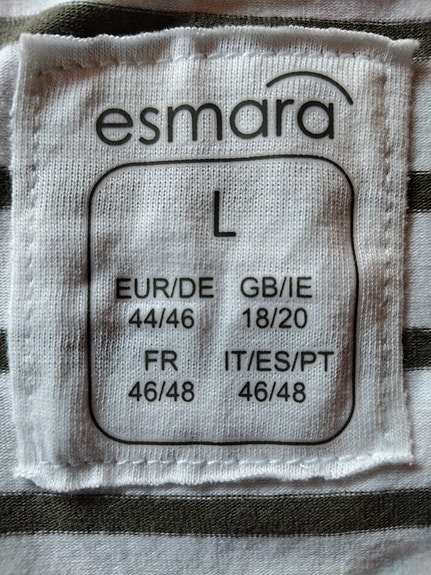 esmara
L
EUR/DE GB/IE
44/46 18/20
FR IT/ES/PT
46/48 46/48